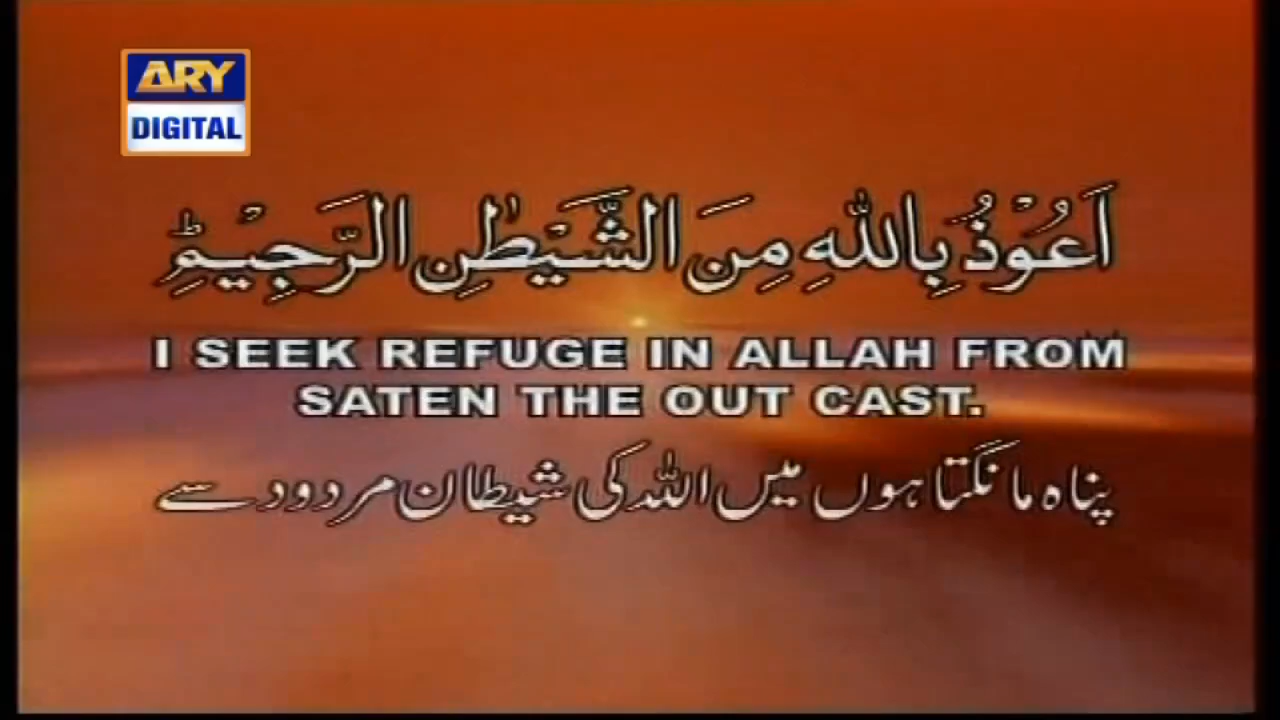 ARY
DIGITAL
اَعُوْذُ بِاللّٰهِ مِنَ الشَّيْطٰنِ الرَّجِيْمِؕ
I SEEK REFUGE IN ALLAH FROM
SATEN THE OUT CAST.
پناہ مانگتا ہوں میں اللہ کی شیطان مردود سے